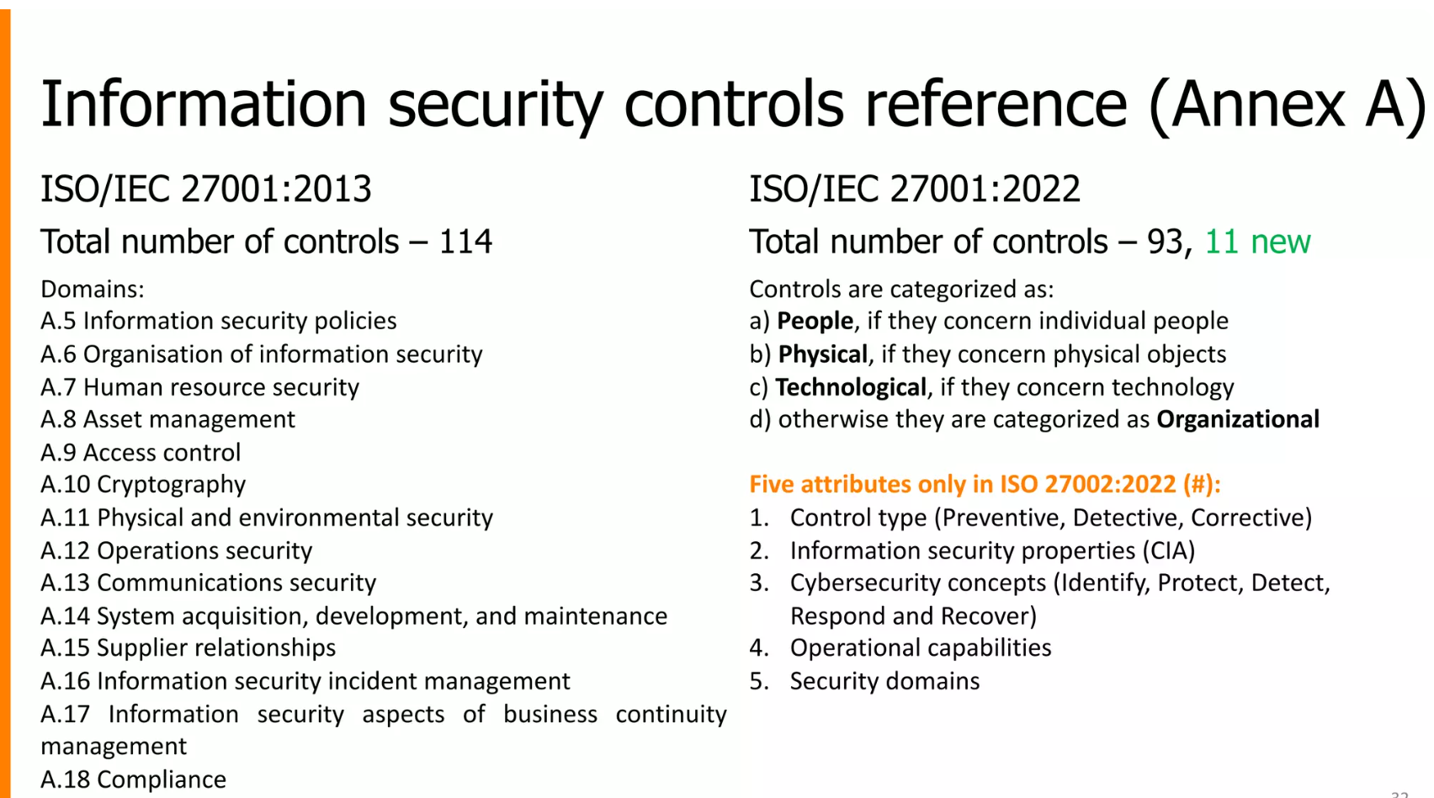 Information security controls reference (Annex A)
ISO/IEC 27001:2013
Total number of controls – 114
Domains:
A.5 Information security policies
A.6 Organisation of information security
A.7 Human resource security
A.8 Asset management
A.9 Access control
A.10 Cryptography
A.11 Physical and environmental security
A.12 Operations security
A.13 Communications security
A.14 System acquisition, development, and maintenance
A.15 Supplier relationships
A.16 Information security incident management
A.17 Information security aspects of business continuity
management
A.18 Compliance
ISO/IEC 27001:2022
Total number of controls – 93, 11 new
Controls are categorized as:
a) People, if they concern individual people
b) Physical, if they concern physical objects
c) Technological, if they concern technology
d) otherwise they are categorized as Organizational
Five attributes only in ISO 27002:2022 (#):
1. Control type (Preventive, Detective, Corrective)
2. Information security properties (CIA)
3. Cybersecurity concepts (Identify, Protect, Detect,
Respond and Recover)
4. Operational capabilities
5. Security domains